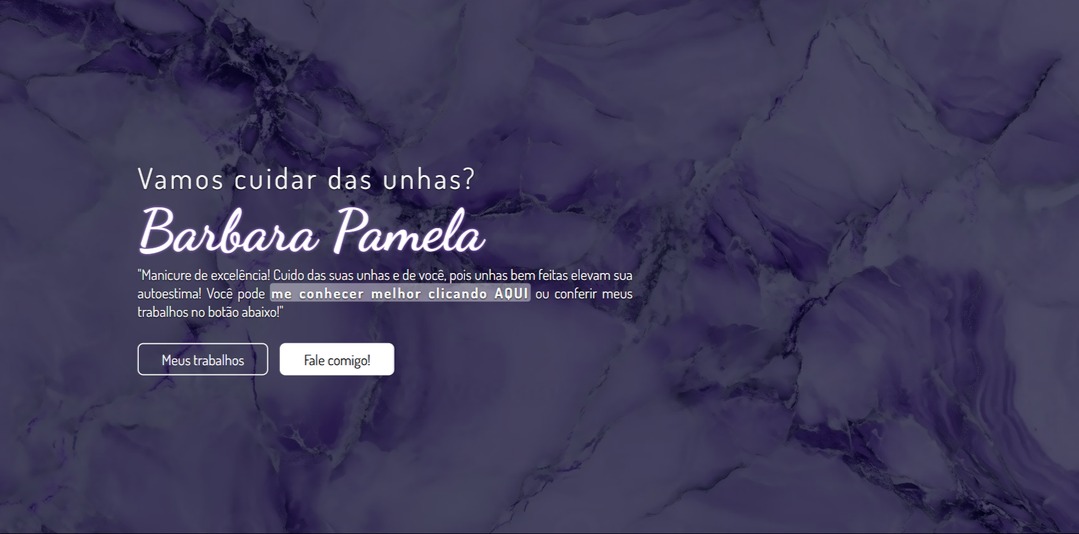 Vamos cuidar das unhas?
Barbara Pamela
"Manicure de excelência! Cuido das suas unhas e de você, pois unhas bem feitas elevam sua
autoestima! Você pode me conhecer melhor clicando AQUI ou conferir meus
trabalhos no botão abaixo!"
Meus trabalhos
Fale comigo!